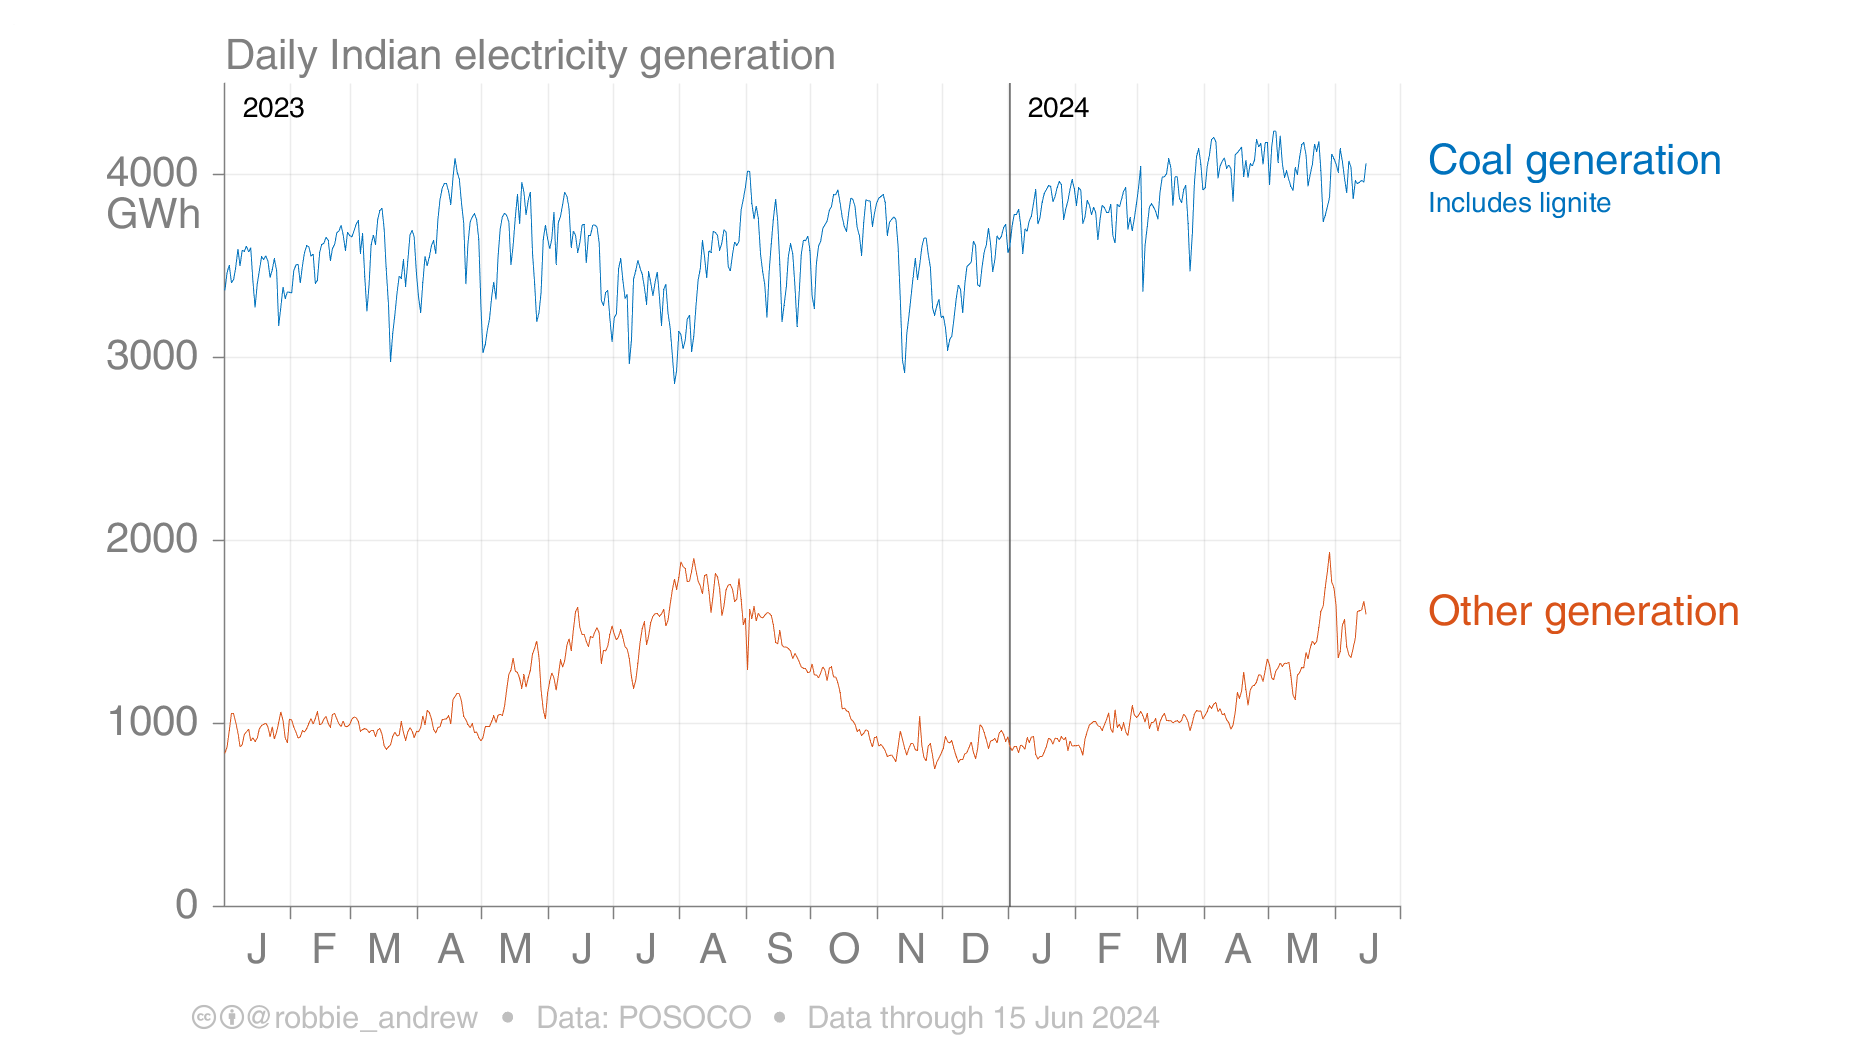 Daily Indian electricity generation
2023
2024
4000
GWh
3000
2000
1000
0
Coal generation
Includes lignite
Other generation
J F M A M J J A S O N D J F M A M J
cc @robbie_andrew • Data: POSOCO • Data through 15 Jun 2024